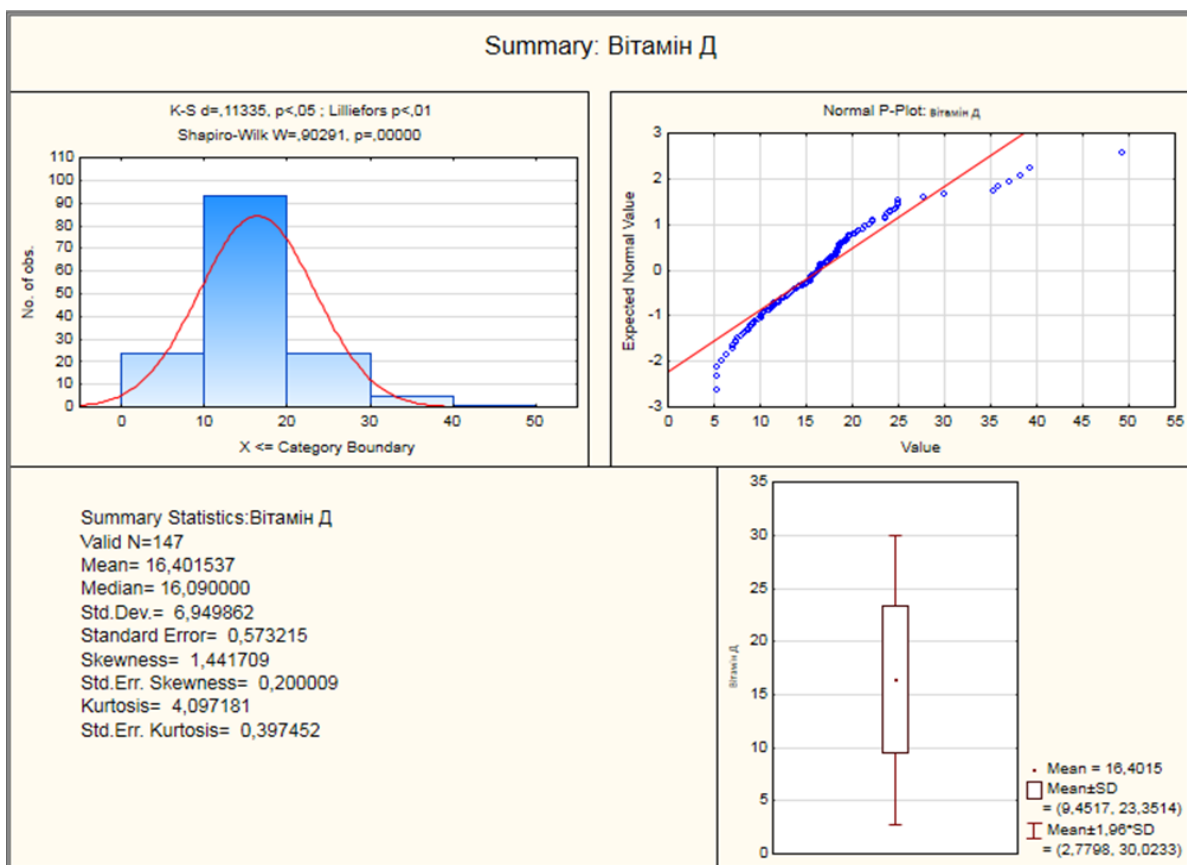 Summary: Вітамін Д
K-S d=,11335, p<,05 ; Lilliefors p<,01
Shapiro-Wilk W=,90291, p=,00000
110
100
90
80
70
60
50
40
30
20
10
0
No. of obs.
0 10 20 30 40 50
X <= Category Boundary
Normal P-Plot: Вітамін Д
3
2
1
0
-1
-2
-3
Expected Normal Value
0 5 10 15 20 25 30 35 40 45 50 55
Value
Summary Statistics:Вітамін Д
Valid N=147
Mean= 16,401537
Median= 16,090000
Std.Dev.= 6,949862
Standard Error= 0,573215
Skewness= 1,441709
Std.Err. Skewness= 0,200009
Kurtosis= 4,097181
Std.Err. Kurtosis= 0,397452
35
30
25
20
15
10
5
0
Вітамін Д
Mean = 16,4015
Mean±SD
= (9,4517, 23,3514)
Mean±1,96*SD
= (2,7798, 30,0233)